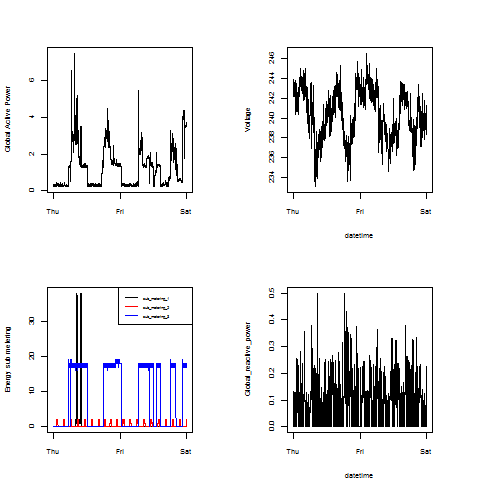 Global Active Power
0 2 4 6
Thu Fri Sat
Voltage
234 236 238 240 242 244 246
Thu Fri Sat
datetime
Energy sub metering
0 10 20 30
sub_metering_1
sub_metering_2
sub_metering_3
Thu Fri Sat
Global_reactive_power
0.0 0.1 0.2 0.3 0.4 0.5
Thu Fri Sat
datetime